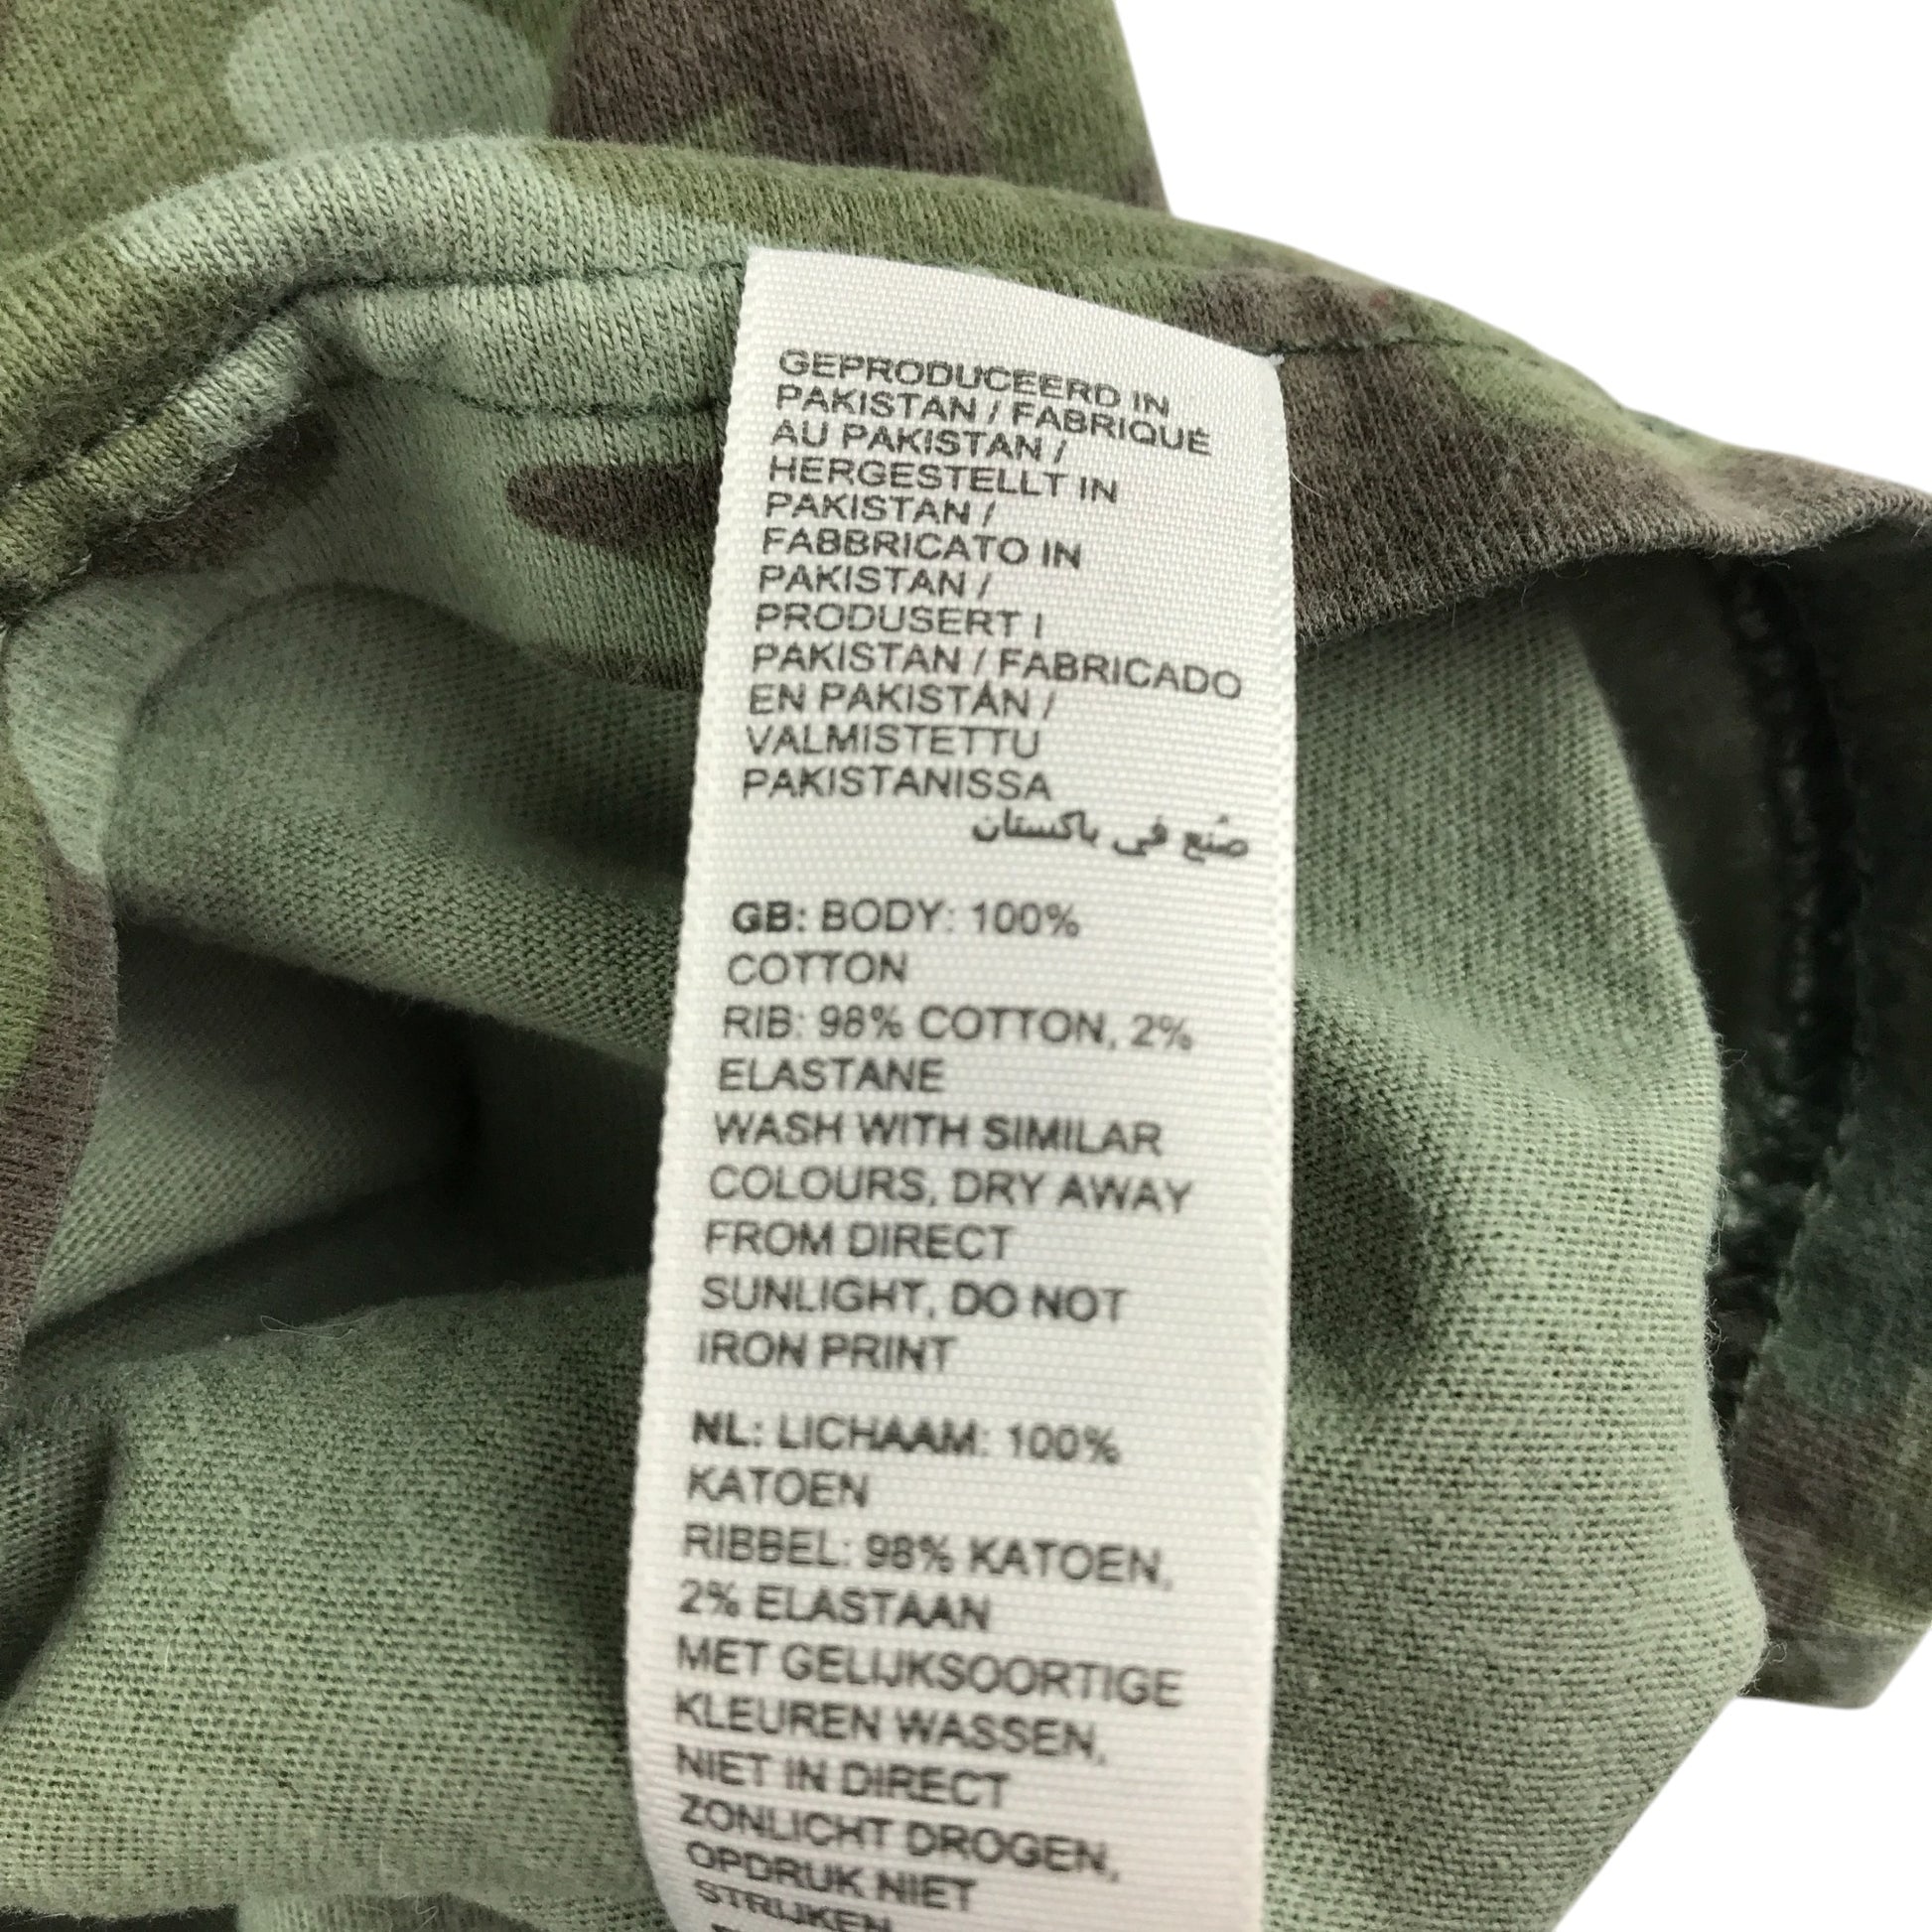 GEPRODUCEERD IN
PAKISTAN / FABRIQUÉ
AU PAKISTAN /
HERGESTELLT IN
PAKISTAN /
FABBRICATO IN
PAKISTAN /
PRODUSERT I
PAKISTAN / FABRICADO
EN PAKISTÁN /
VALMISTETTU
PAKISTANISSA
صُنع في باكستان
GB: BODY: 100%
COTTON
RIB: 98% COTTON, 2%
ELASTANE
WASH WITH SIMILAR
COLOURS, DRY AWAY
FROM DIRECT
SUNLIGHT, DO NOT
IRON PRINT
NL: LICHAAM: 100%
KATOEN
RIBBEL: 98% KATOEN,
2% ELASTAAN
MET GELIJKSOORTIGE
KLEUREN WASSEN,
NIET IN DIRECT
ZONLICHT DROGEN,
OPDRUK NIET
STRIJKEN